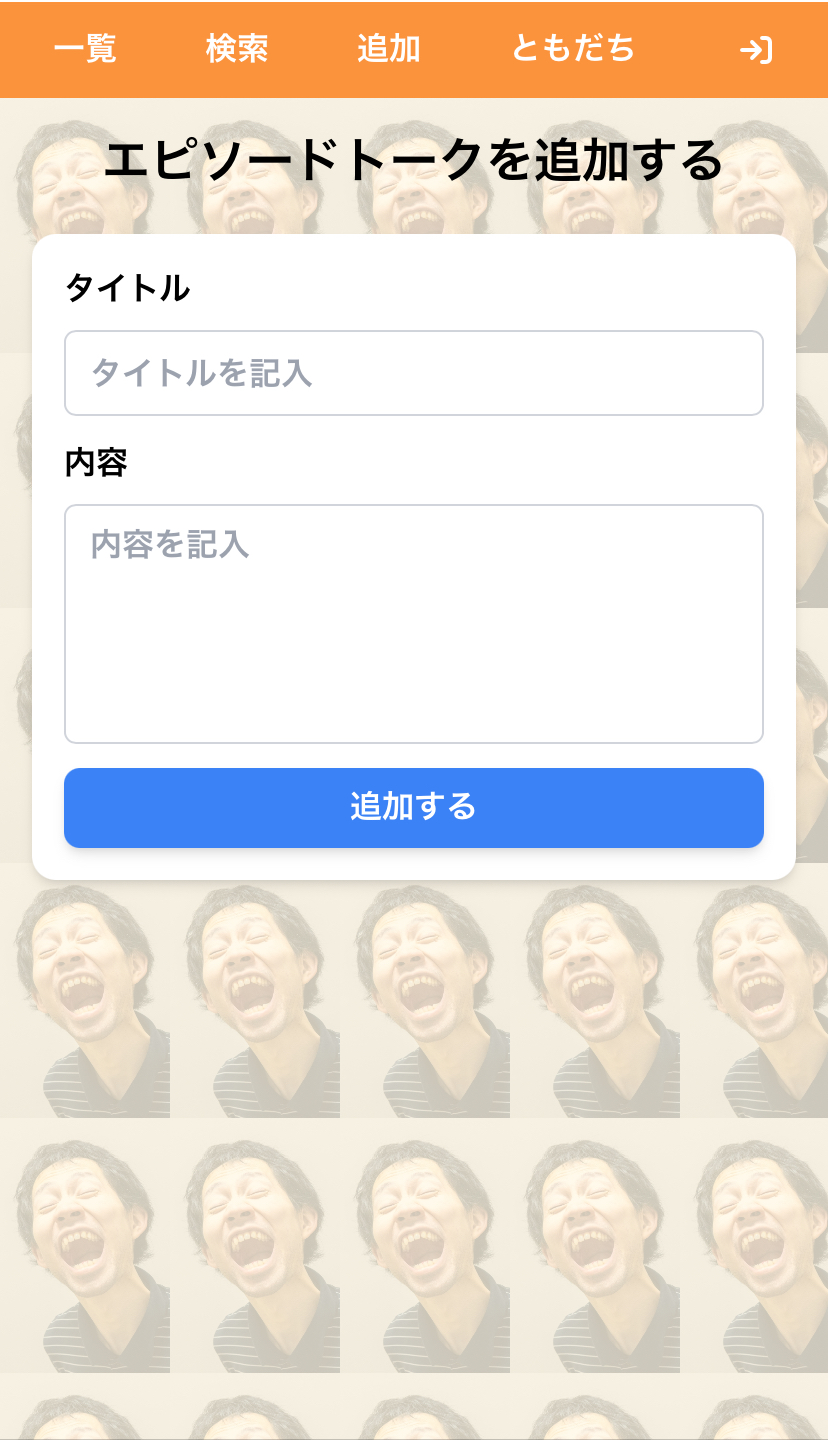 一覧 検索 追加 ともだち
エピソードトークを追加する
タイトル
タイトルを記入
内容
内容を記入
追加する